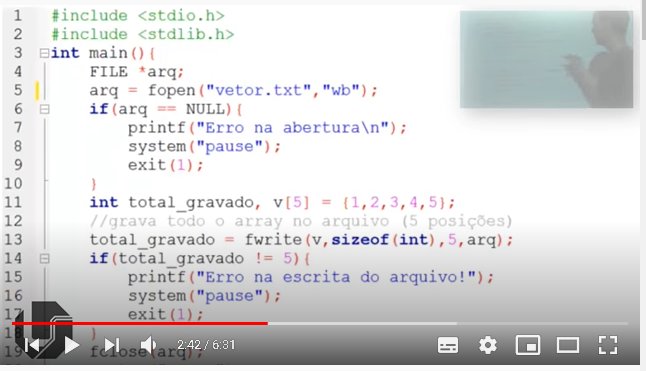 1 #include <stdio.h>
2 #include <stdlib.h>
3 int main(){
4 FILE *arq;
5 arq = fopen("vetor.txt","wb");
6 if(arq == NULL){
7 printf("Erro na abertura\n");
8 system("pause");
9 exit(1);
10 }
11 int total_gravado, v[5] = {1,2,3,4,5};
12 //grava todo o array no arquivo (5 posições)
13 total_gravado = fwrite(v,sizeof(int),5,arq);
14 if(total_gravado != 5){
15 printf("Erro na escrita do arquivo!");
16 system("pause");
17 exit(1);
18 }
19 fclose(arq);
2:42 / 6:31